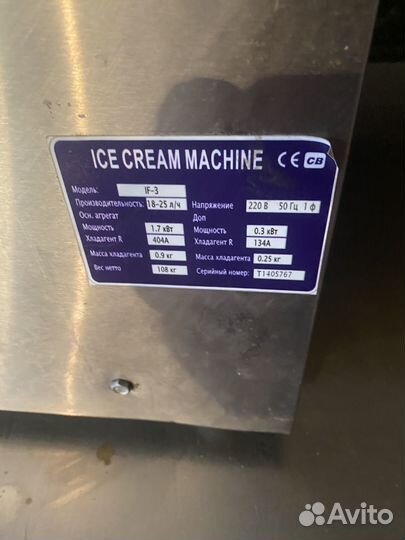 ICE CREAM MACHINE CE CB
Модель: IF-3
Производительность 18-25 л/ч Напряжение 220 В 50 Гц 1 ф
Осн. агрегат Доп
Мощность 1.7 кВт Мощность 0.3 кВт
Хладагент R 404A Хладагент R 134A
Масса хладагента 0.9 кг Масса хладагента 0.25 кг
Вес нетто 108 кг Серийный номер: T1405767
Avito